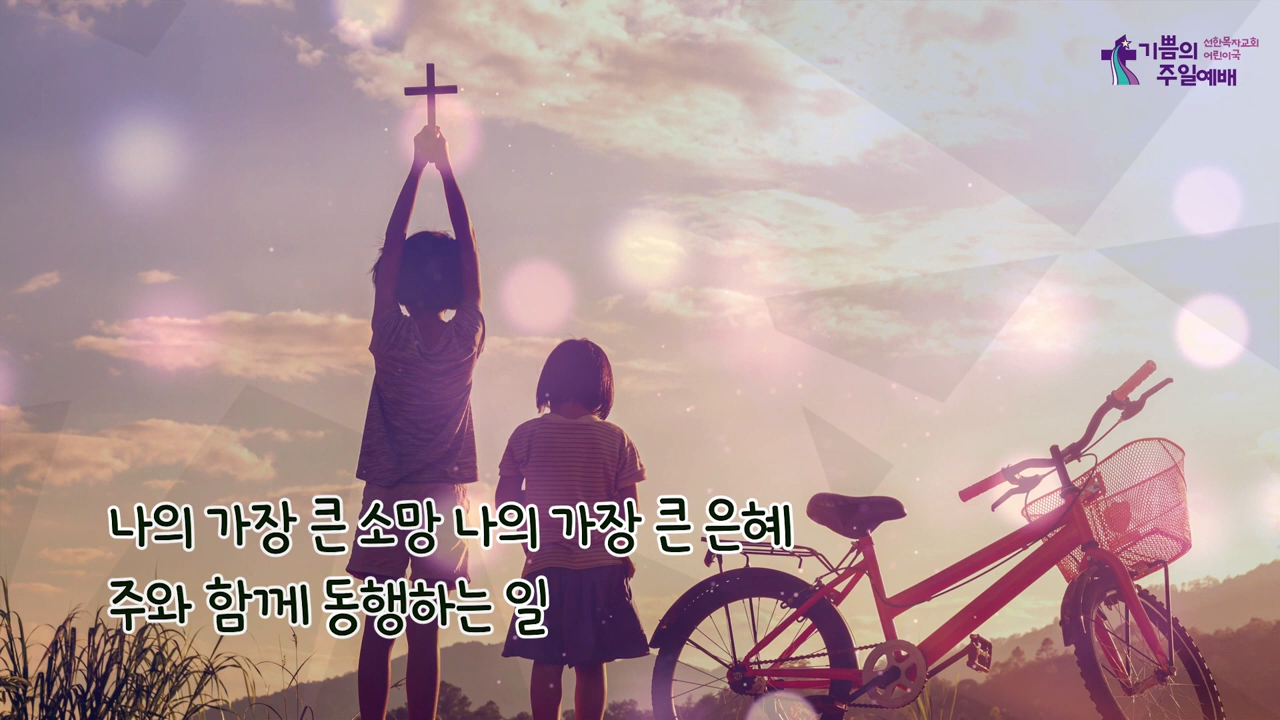 기쁨의 선한목자교회
어린이국
주일예배
나의 가장 큰 소망 나의 가장 큰 은혜
주와 함께 동행하는 일